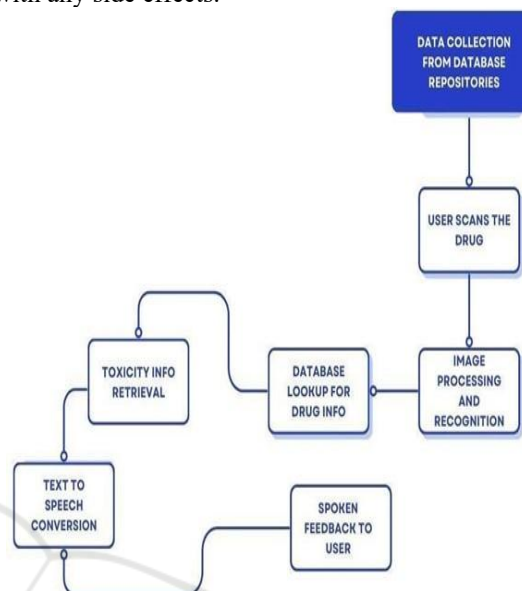 with any side effects.
DATA COLLECTION
FROM DATABASE
REPOSITORIES
USER SCANS THE
DRUG
IMAGE
PROCESSING
AND
RECOGNITION
DATABASE
LOOKUP FOR
DRUG INFO
TOXICITY INFO
RETRIEVAL
TEXT TO
SPEECH
CONVERSION
SPOKEN
FEEDBACK TO
USER